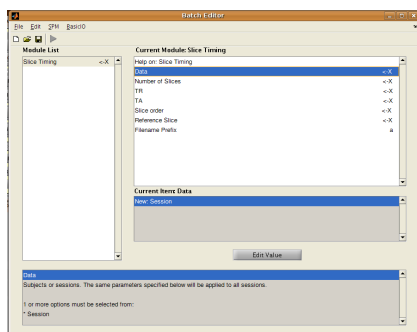 Batch Editor
File Edit SPM BasicIO
Module List
Slice Timing <-X
Current Module: Slice Timing
Help on: Slice Timing
Data <-X
Number of Slices <-X
TR <-X
TA <-X
Slice order <-X
Reference Slice <-X
Filename Prefix a
Current Item: Data
New: Session
Edit Value
Data
Subjects or sessions. The same parameters specified below will be applied to all sessions.
1 or more options must be selected from:
* Session